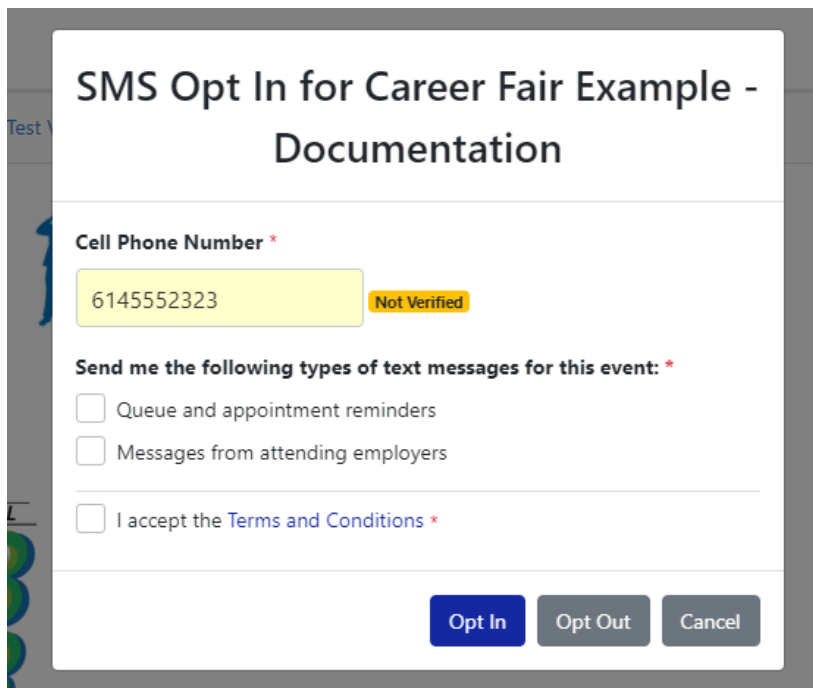 SMS Opt In for Career Fair Example -
Documentation
Test
Cell Phone Number *
6145552323 Not Verified
Send me the following types of text messages for this event: *
Queue and appointment reminders
Messages from attending employers
L
I accept the Terms and Conditions *
Opt In Opt Out Cancel